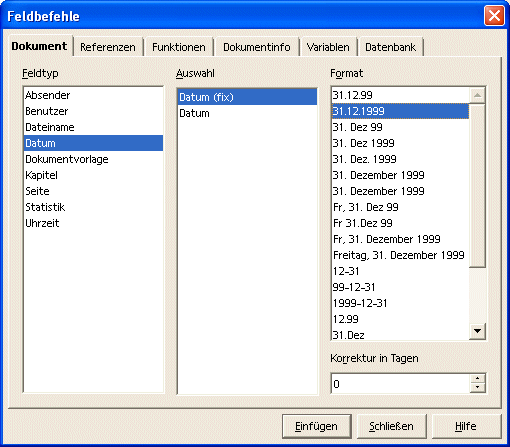 Feldbefehle
Dokument Referenzen Funktionen Dokumentinfo Variablen Datenbank
Feldtyp
Absender
Benutzer
Dateiname
Datum
Dokumentvorlage
Kapitel
Seite
Statistik
Uhrzeit
Auswahl
Datum (fix)
Datum
Format
31.12.99
31.12.1999
31. Dez 99
31. Dez 1999
31. Dez. 1999
31. Dezember 1999
31. Dezember 1999
Fr, 31. Dez 99
Fr 31.Dez 99
Fr, 31. Dezember 1999
Freitag, 31. Dezember 1999
12-31
99-12-31
1999-12-31
12.99
31.Dez
Korrektur in Tagen
0
Einfügen Schließen Hilfe